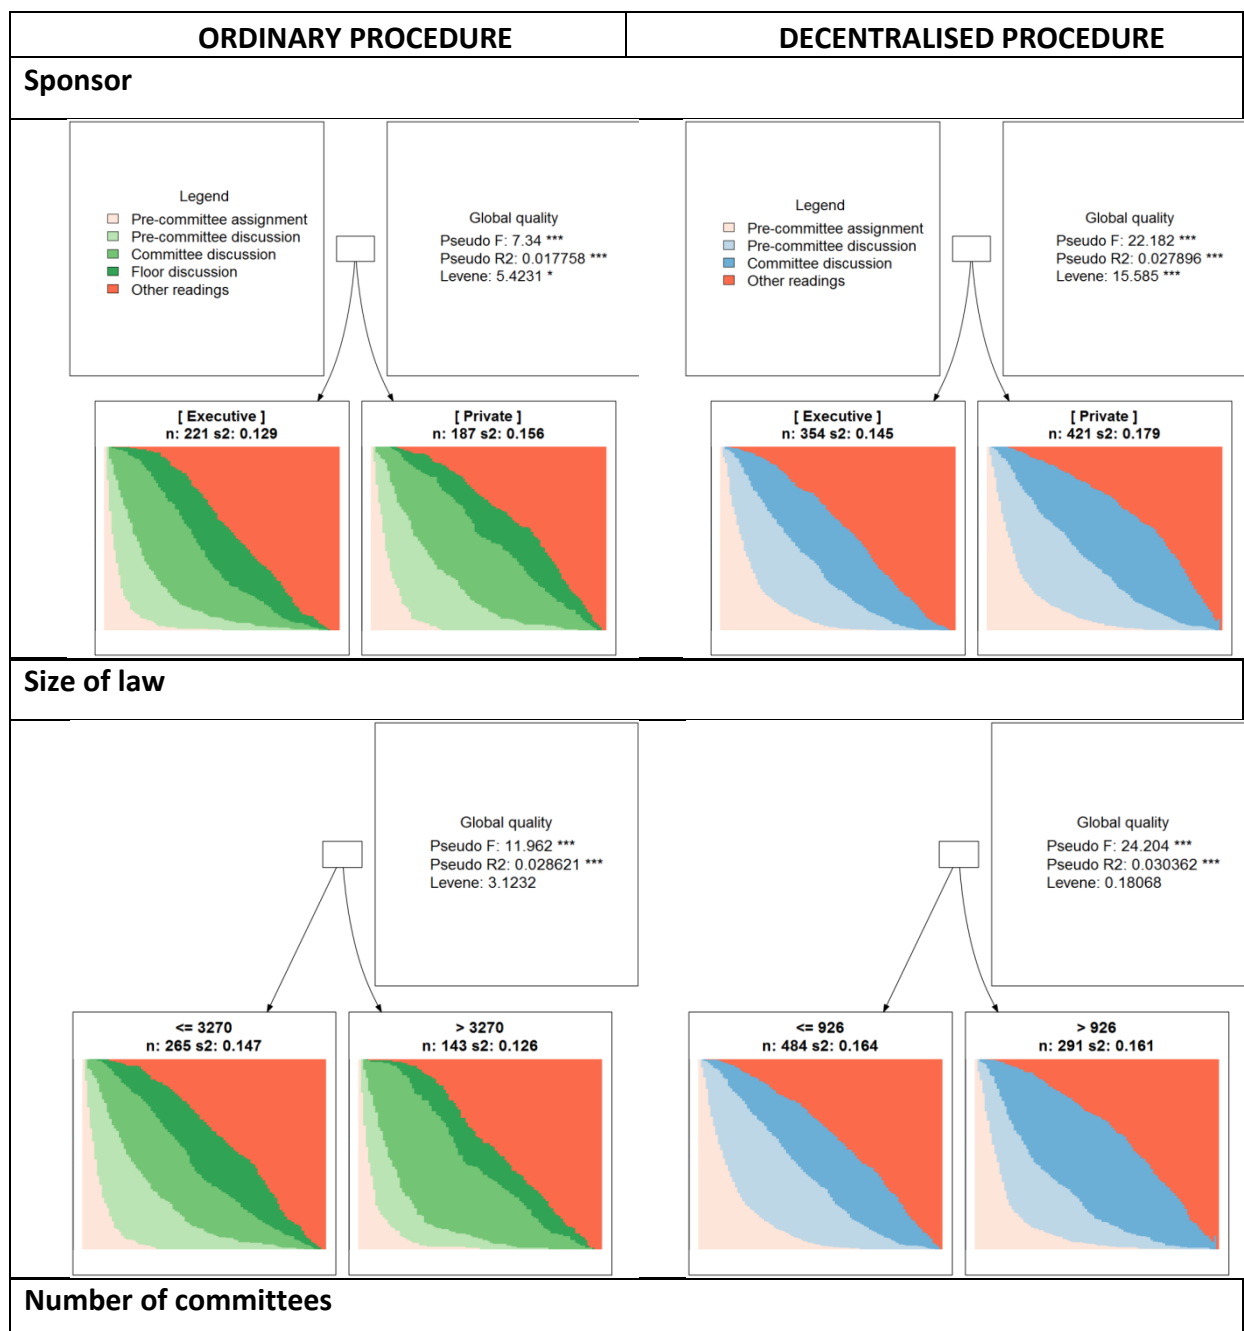 ORDINARY PROCEDURE
DECENTRALISED PROCEDURE
Sponsor
Legend
Pre-committee assignment
Pre-committee discussion
Committee discussion
Floor discussion
Other readings
Global quality
Pseudo F: 7.34 ***
Pseudo R2: 0.017758 ***
Levene: 5.4231 *
[ Executive ]
n: 221 s2: 0.129
[ Private ]
n: 187 s2: 0.156
Legend
Pre-committee assignment
Pre-committee discussion
Committee discussion
Other readings
Global quality
Pseudo F: 22.182 ***
Pseudo R2: 0.027896 ***
Levene: 15.585 ***
[ Executive ]
n: 354 s2: 0.145
[ Private ]
n: 421 s2: 0.179
Size of law
Global quality
Pseudo F: 11.962 ***
Pseudo R2: 0.028621 ***
Levene: 3.1232
<= 3270
n: 265 s2: 0.147
> 3270
n: 143 s2: 0.126
Global quality
Pseudo F: 24.204 ***
Pseudo R2: 0.030362 ***
Levene: 0.18068
<= 926
n: 484 s2: 0.164
> 926
n: 291 s2: 0.161
Number of committees